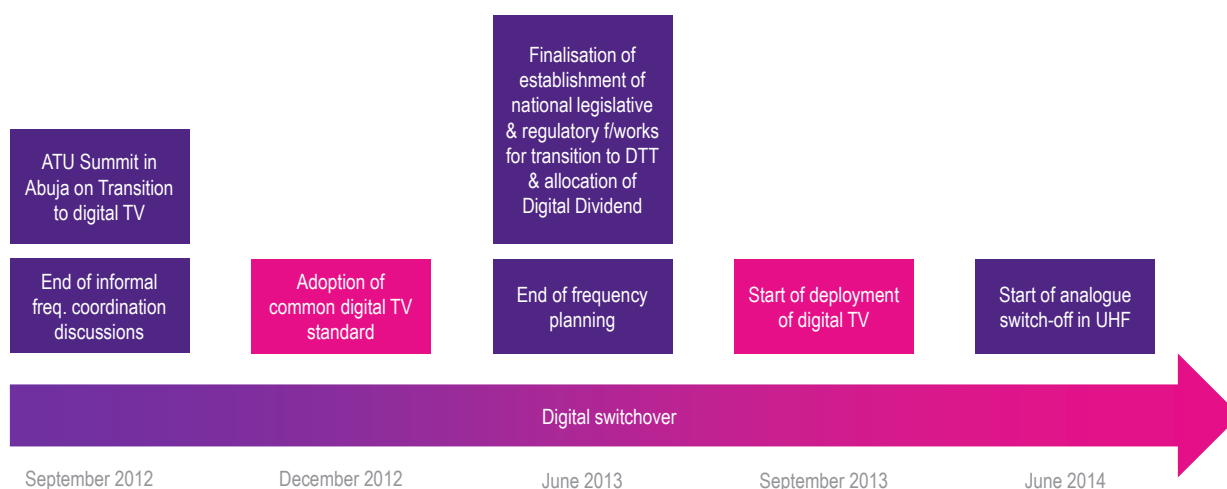 ATU Summit in
Abuja on Transition
to digital TV
End of informal
freq. coordination
discussions
Adoption of
common digital TV
standard
Finalisation of
establishment of
national legislative
& regulatory f/works
for transition to DTT
& allocation of
Digital Dividend
End of frequency
planning
Start of deployment
of digital TV
Start of analogue
switch-off in UHF
Digital switchover
September 2012
December 2012
June 2013
September 2013
June 2014